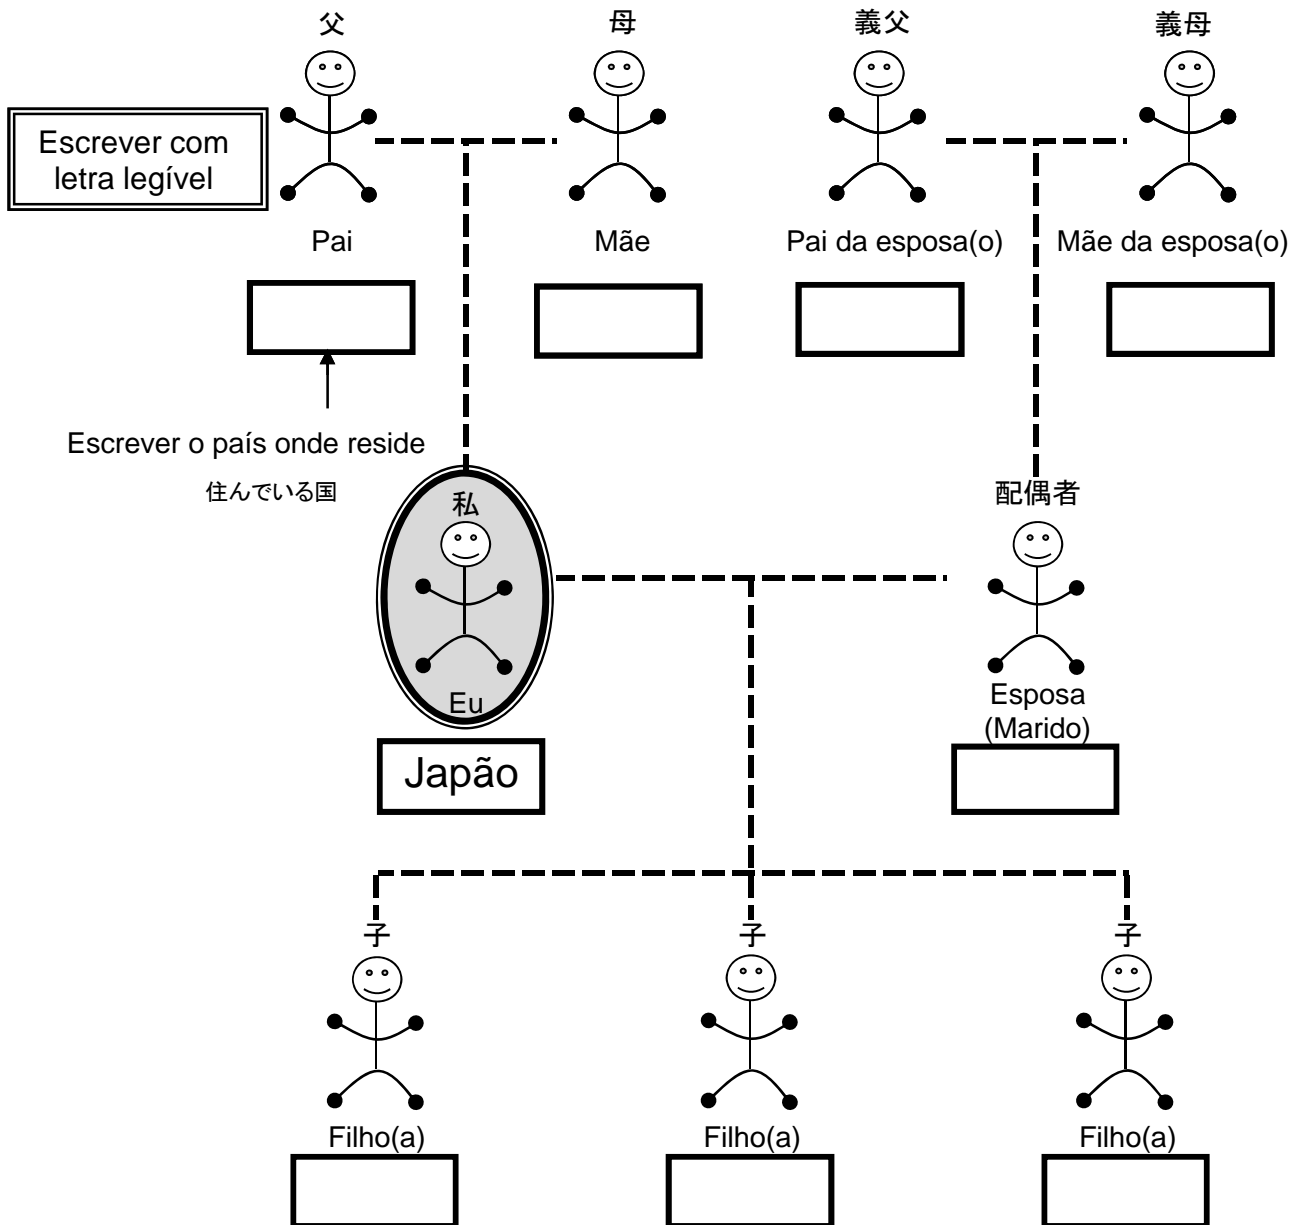 父
母
義父
義母
Escrever com
letra legível
Pai
Mãe
Pai da esposa(o)
Mãe da esposa(o)
Escrever o país onde reside
住んでいる国
私
配偶者
Eu
Esposa
(Marido)
Japão
子
子
子
Filho(a)
Filho(a)
Filho(a)